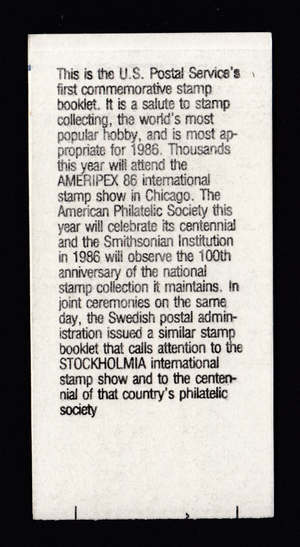 This is the U.S. Postal Service's
first commemorative stamp
booklet. It is a salute to stamp
collecting, the world's most
popular hobby, and is most ap-
propriate for 1986. Thousands
this year will attend the
AMERIPEX 86 international
stamp show in Chicago. The
American Philatelic Society this
year will celebrate its centennial
and the Smithsonian Institution
in 1986 will observe the 100th
anniversary of the national
stamp collection it maintains. In
joint ceremonies on the same
day, the Swedish postal admin-
istration issued a similar stamp
booklet that calls attention to the
STOCKHOLMIA international
stamp show and to the centen-
nial of that country's philatelic
society